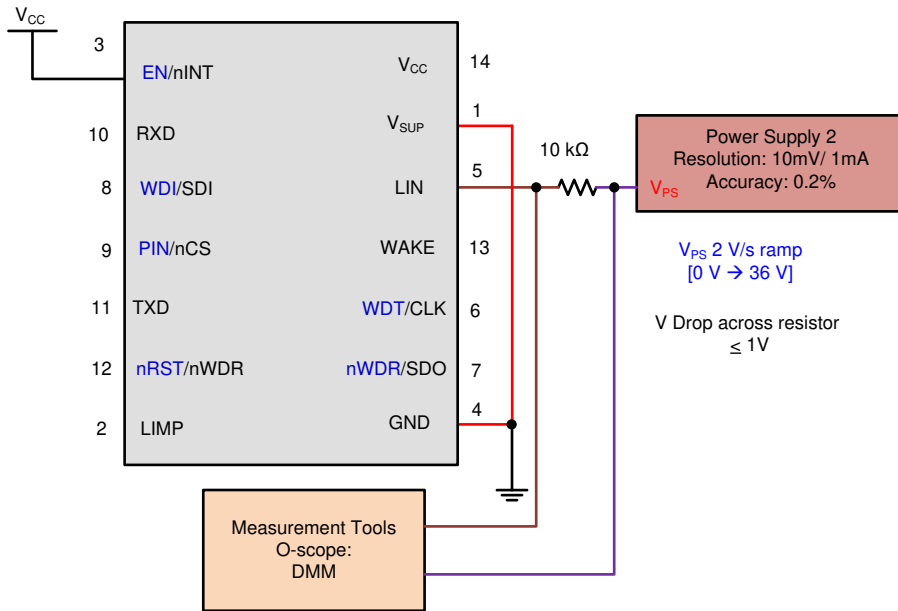 VCC
3
EN/nINT
VCC
14
1
10
RXD
VSUP
10 kΩ
Power Supply 2
Resolution: 10mV/ 1mA
Accuracy: 0.2%
VPS
5
8
WDI/SDI
LIN
9
PIN/nCS
WAKE
13
VPS 2 V/s ramp
[0 V → 36 V]
11
TXD
WDT/CLK
6
V Drop across resistor
≤ 1V
12
nRST/nWDR
nWDR/SDO
7
4
2
LIMP
GND
Measurement Tools
O-scope:
DMM